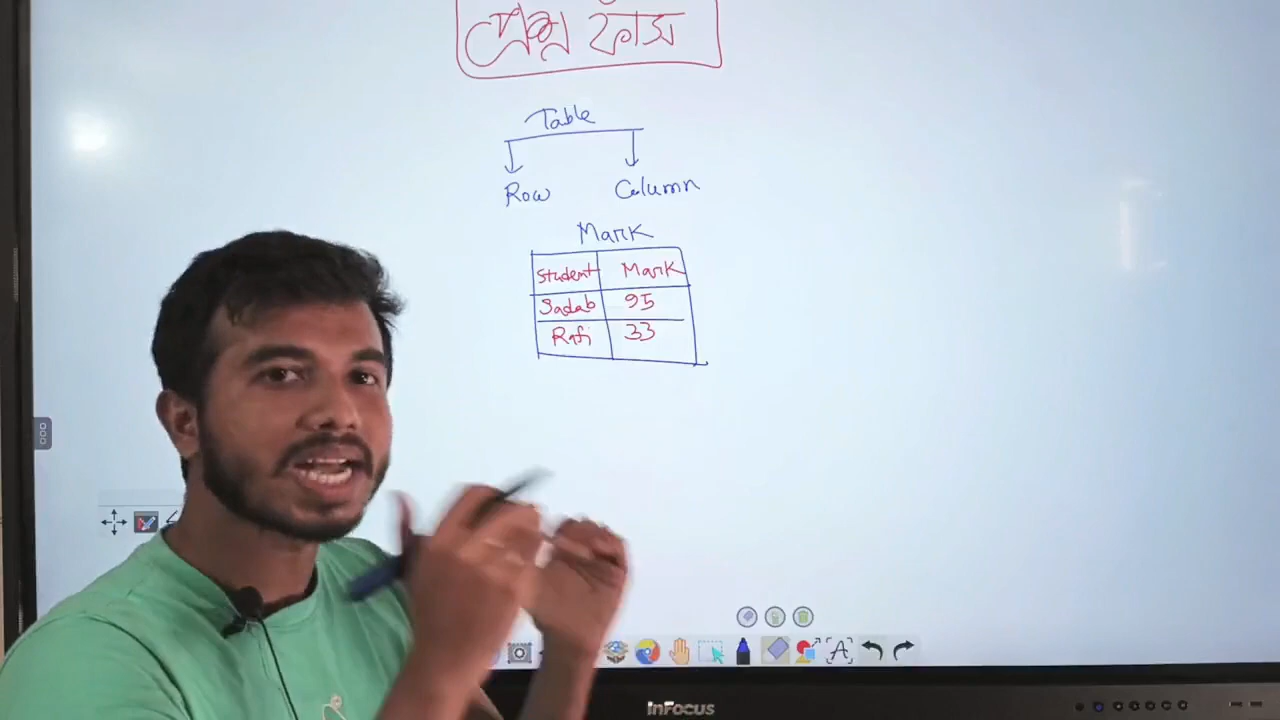 প্রশ্ন ফাঁস
Table
Row Column
Mark
Student Mark
Sadab 95
Rafi 33
InFocus